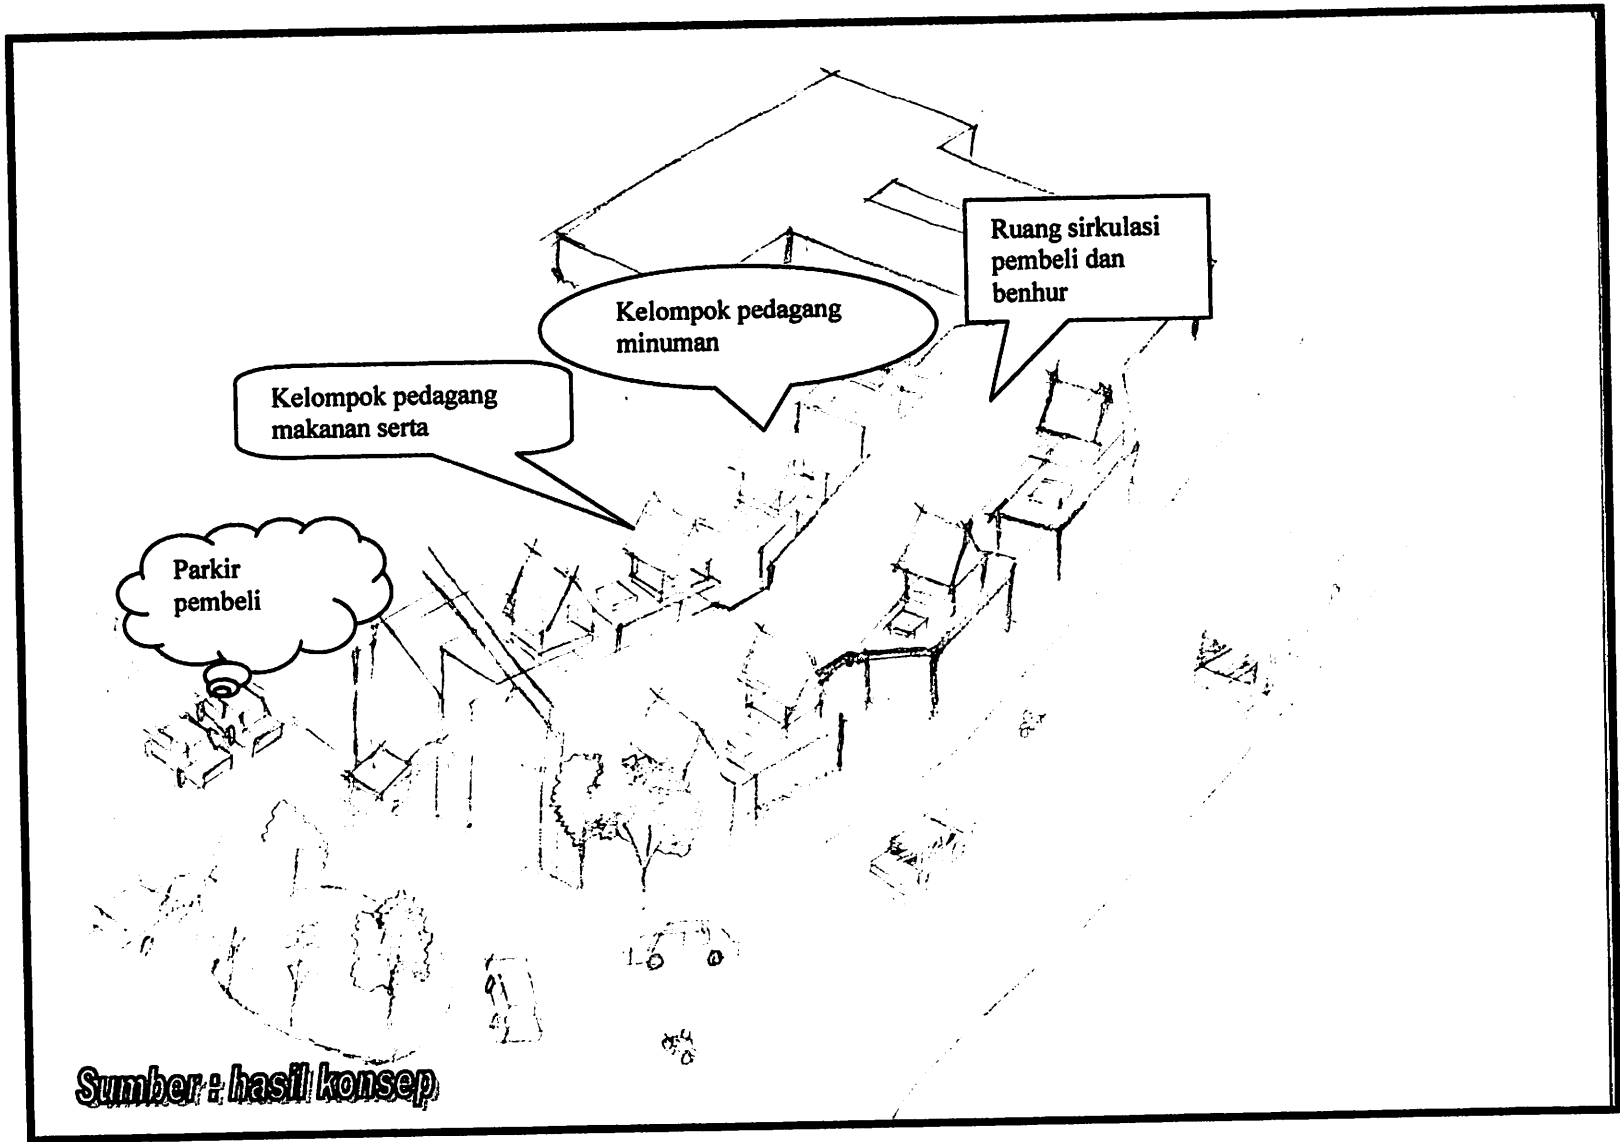 Ruang sirkulasi
pembeli dan
benhur
Kelompok pedagang
minuman
Kelompok pedagang
makanan serta
Parkir
pembeli
Sumber : hasil konsep